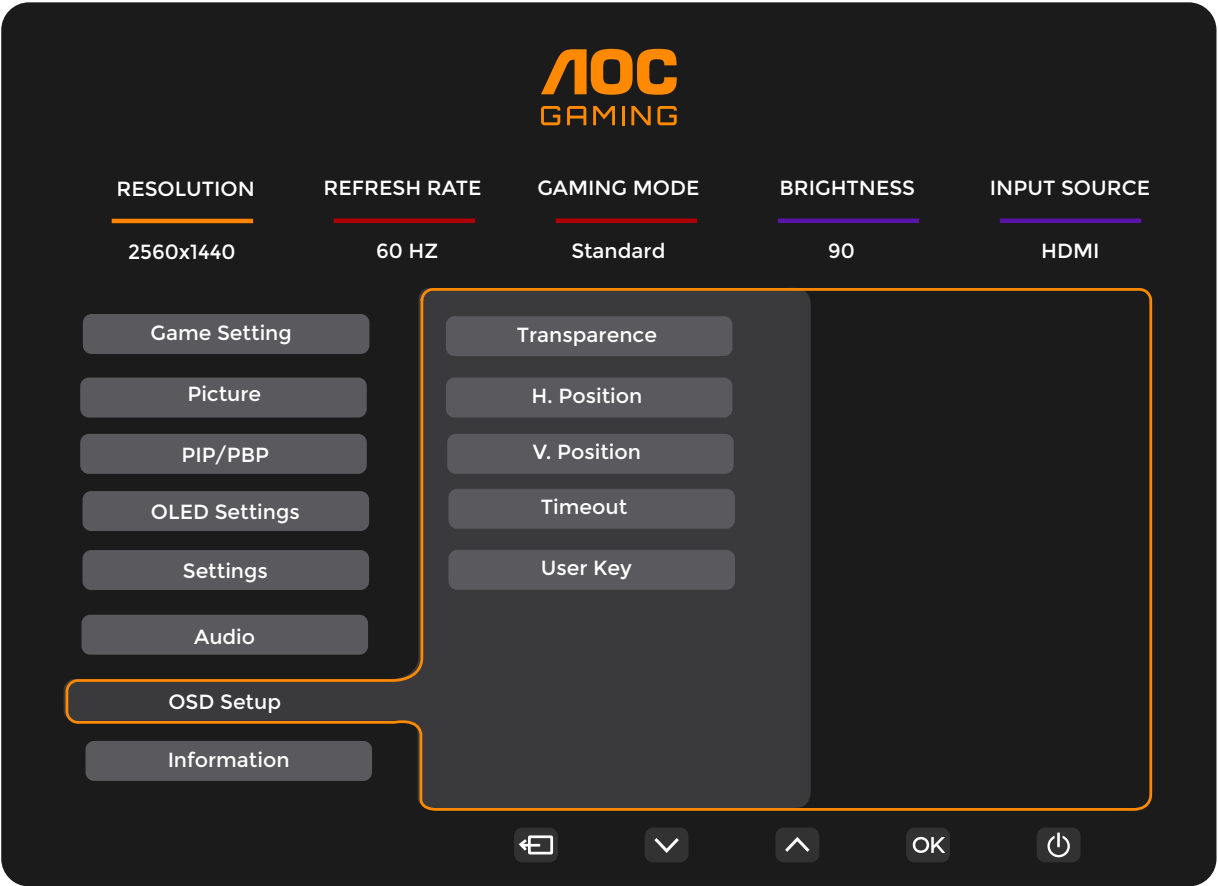 AOC
GAMING
RESOLUTION REFRESH RATE GAMING MODE BRIGHTNESS INPUT SOURCE
2560x1440 60 HZ Standard 90 HDMI
Game Setting
Picture
PIP/PBP
OLED Settings
Settings
Audio
OSD Setup
Information
Transparence
H. Position
V. Position
Timeout
User Key
OK